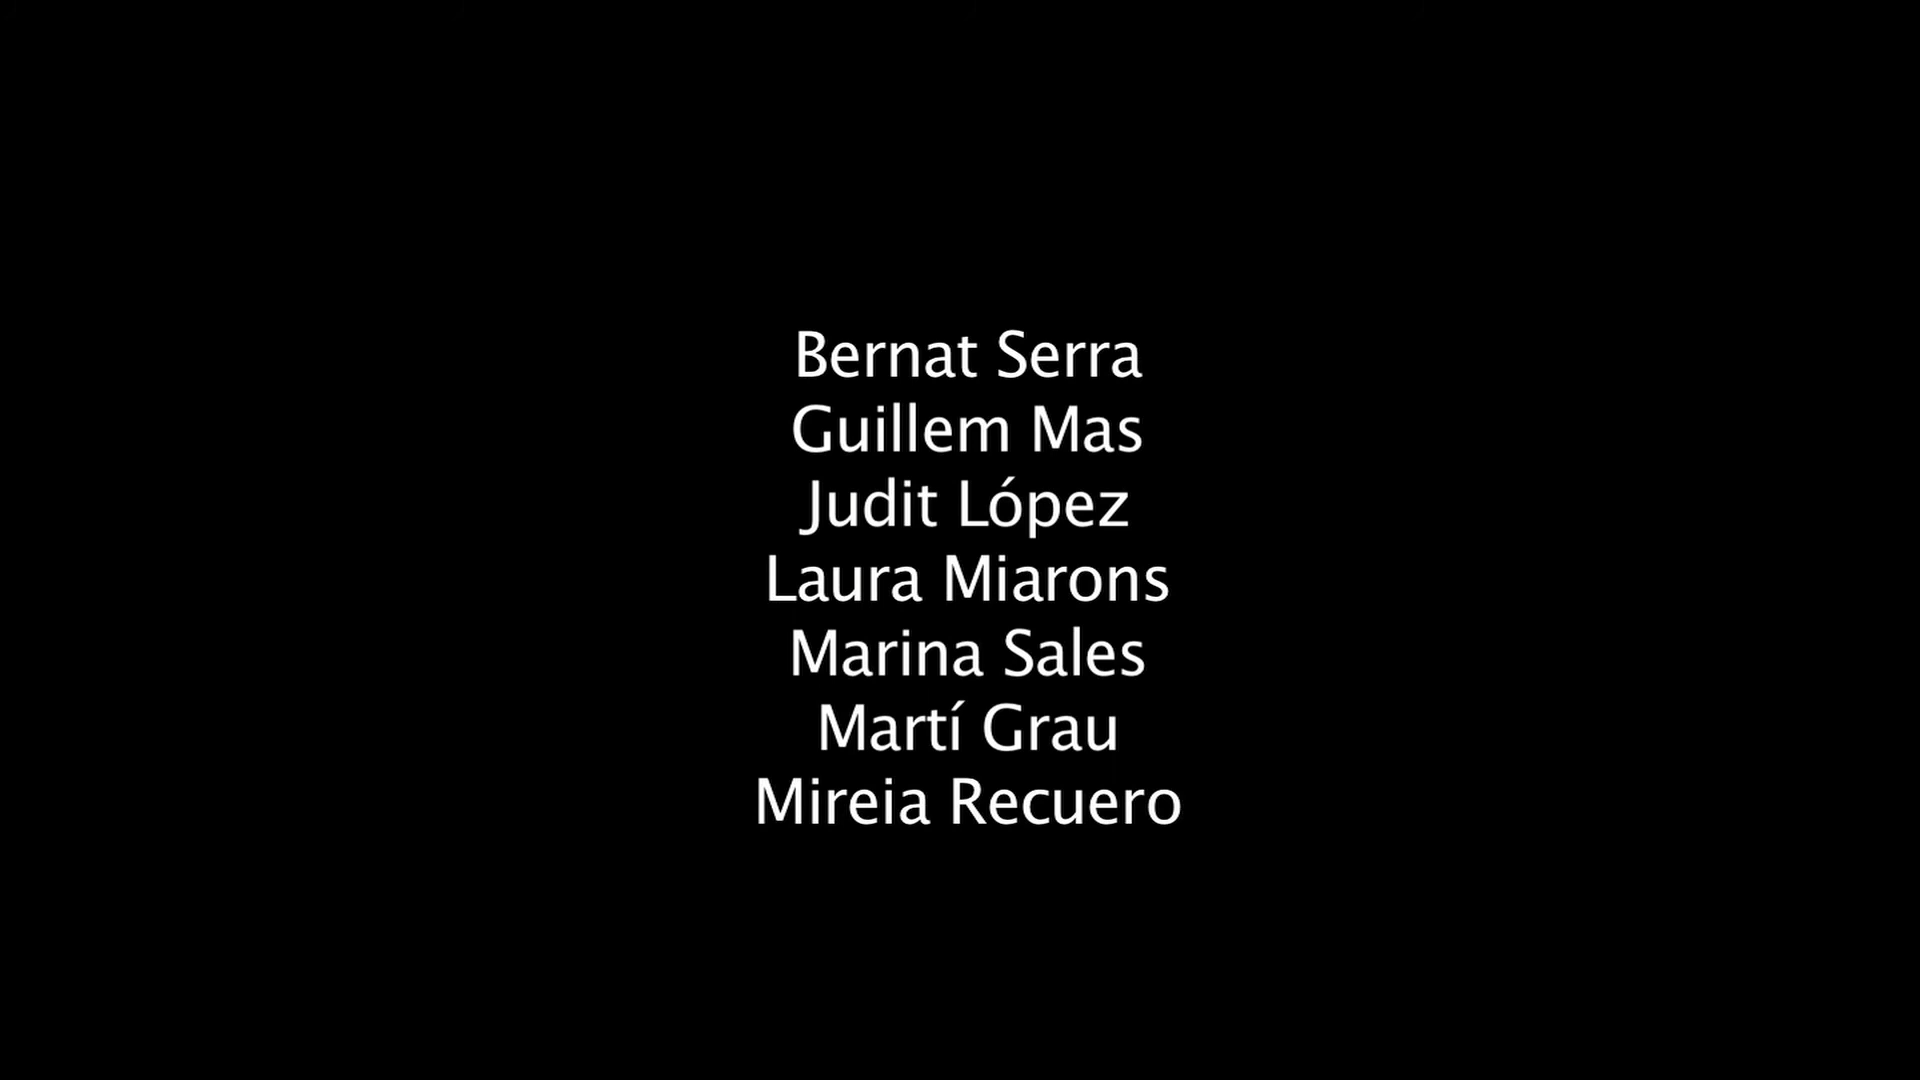 Bernat Serra
Guillem Mas
Judit López
Laura Miarons
Marina Sales
Martí Grau
Mireia Recuero